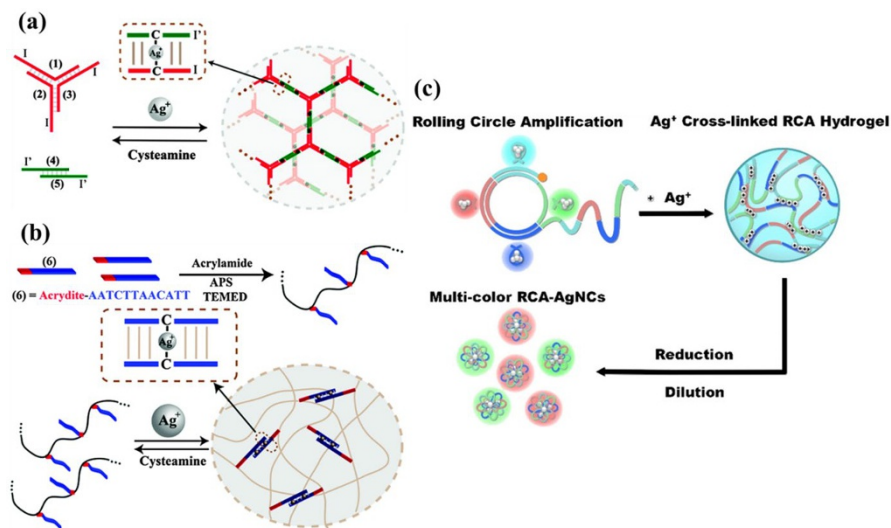 (a)
C I'
Ag⁺
C I
I
(1)
I
(2) (3)
I
Ag⁺
Cysteamine
I' (4)
(5) I'
(b)
(6)
(6) = Acrydite-AATCTTAACATT
Acrylamide
APS
TEMED
C
Ag⁺
C
Ag⁺
Cysteamine
(c)
Rolling Circle Amplification
+ Ag⁺
Ag⁺ Cross-linked RCA Hydrogel
Multi-color RCA-AgNCs
Reduction
Dilution